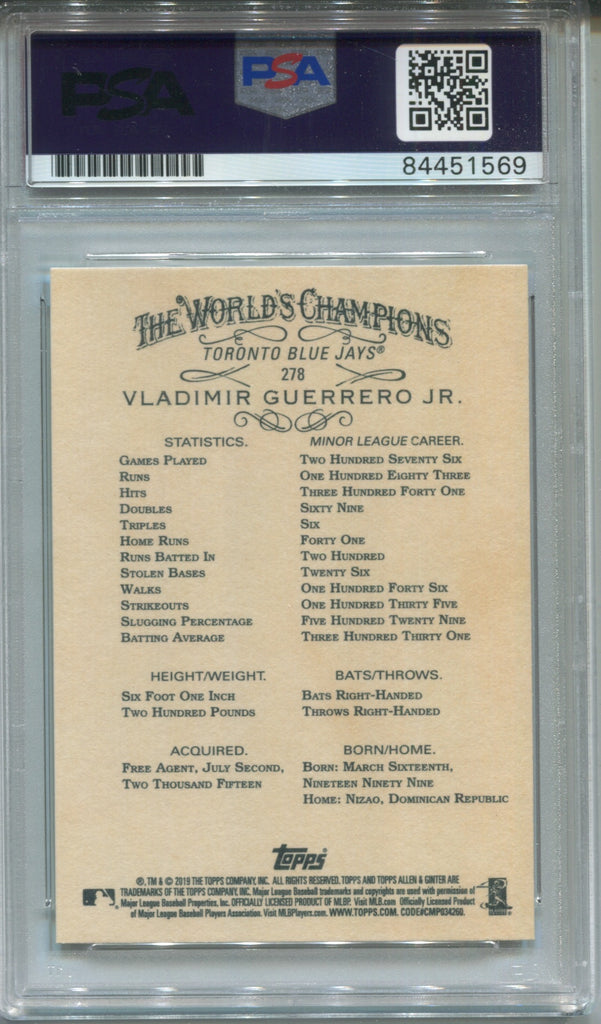 PSA
PSA
84451569
THE WORLD'S CHAMPIONS
TORONTO BLUE JAYS®
278
VLADIMIR GUERRERO JR.
STATISTICS. MINOR LEAGUE CAREER.
GAMES PLAYED TWO HUNDRED SEVENTY SIX
RUNS ONE HUNDRED EIGHTY THREE
HITS THREE HUNDRED FORTY ONE
DOUBLES SIXTY NINE
TRIPLES SIX
HOME RUNS FORTY ONE
RUNS BATTED IN TWO HUNDRED
STOLEN BASES TWENTY SIX
WALKS ONE HUNDRED FORTY SIX
STRIKEOUTS ONE HUNDRED THIRTY FIVE
SLUGGING PERCENTAGE FIVE HUNDRED TWENTY NINE
BATTING AVERAGE THREE HUNDRED THIRTY ONE
HEIGHT/WEIGHT. BATS/THROWS.
SIX FOOT ONE INCH BATS RIGHT-HANDED
TWO HUNDRED POUNDS THROWS RIGHT-HANDED
ACQUIRED. BORN/HOME.
FREE AGENT, JULY SECOND, BORN: MARCH SIXTEENTH,
TWO THOUSAND FIFTEEN NINETEEN NINETY NINE
HOME: NIZAO, DOMINICAN REPUBLIC
Topps
®, TM & © 2019 THE TOPPS COMPANY, INC. ALL RIGHTS RESERVED. TOPPS AND TOPPS ALLEN & GINTER ARE
TRADEMARKS OF THE TOPPS COMPANY, INC. Major League Baseball trademarks and copyrights are used with permission of
Major League Baseball Properties, Inc. OFFICIALLY LICENSED PRODUCT OF MLBP. Visit MLB.com Officially Licensed Product
of Major League Baseball Players Association. Visit MLBPlayers.com. WWW.TOPPS.COM. CODE#CMP034260.